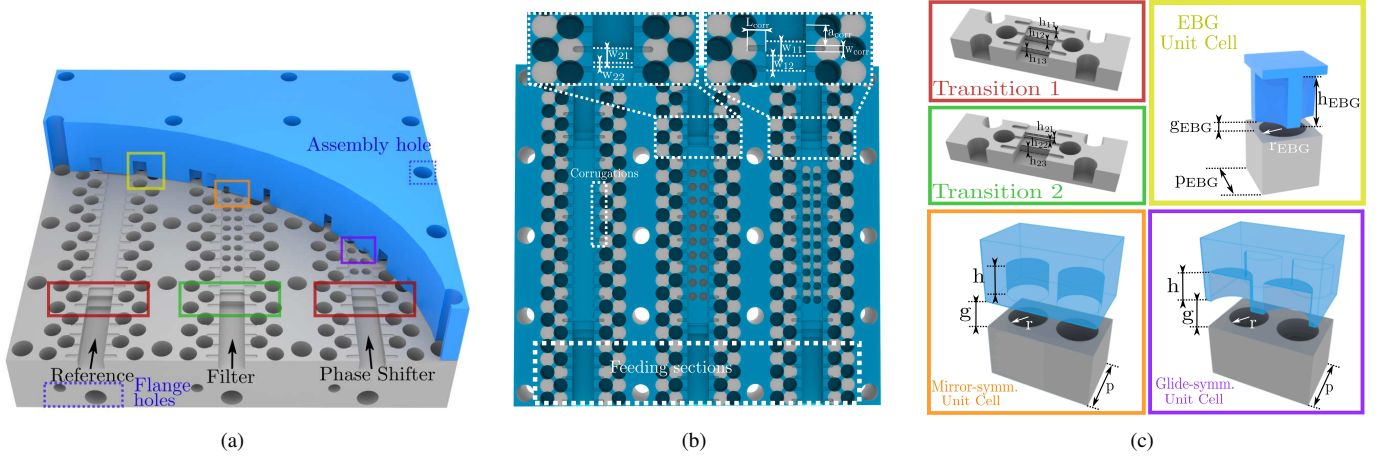 Assembly hole
Reference
Filter
Phase Shifter
Flange
holes
(a)
W21
W22
Lcorr
acorr
W11
Wcorr
W12
Corrugations
Feeding sections
(b)
h11
h12
h13
Transition 1
h21
h22
h23
Transition 2
EBG
Unit Cell
hEBG
gEBG
rEBG
pEBG
h
g
r
p
Mirror-symm.
Unit Cell
h
g
r
p
Glide-symm.
Unit Cell
(c)